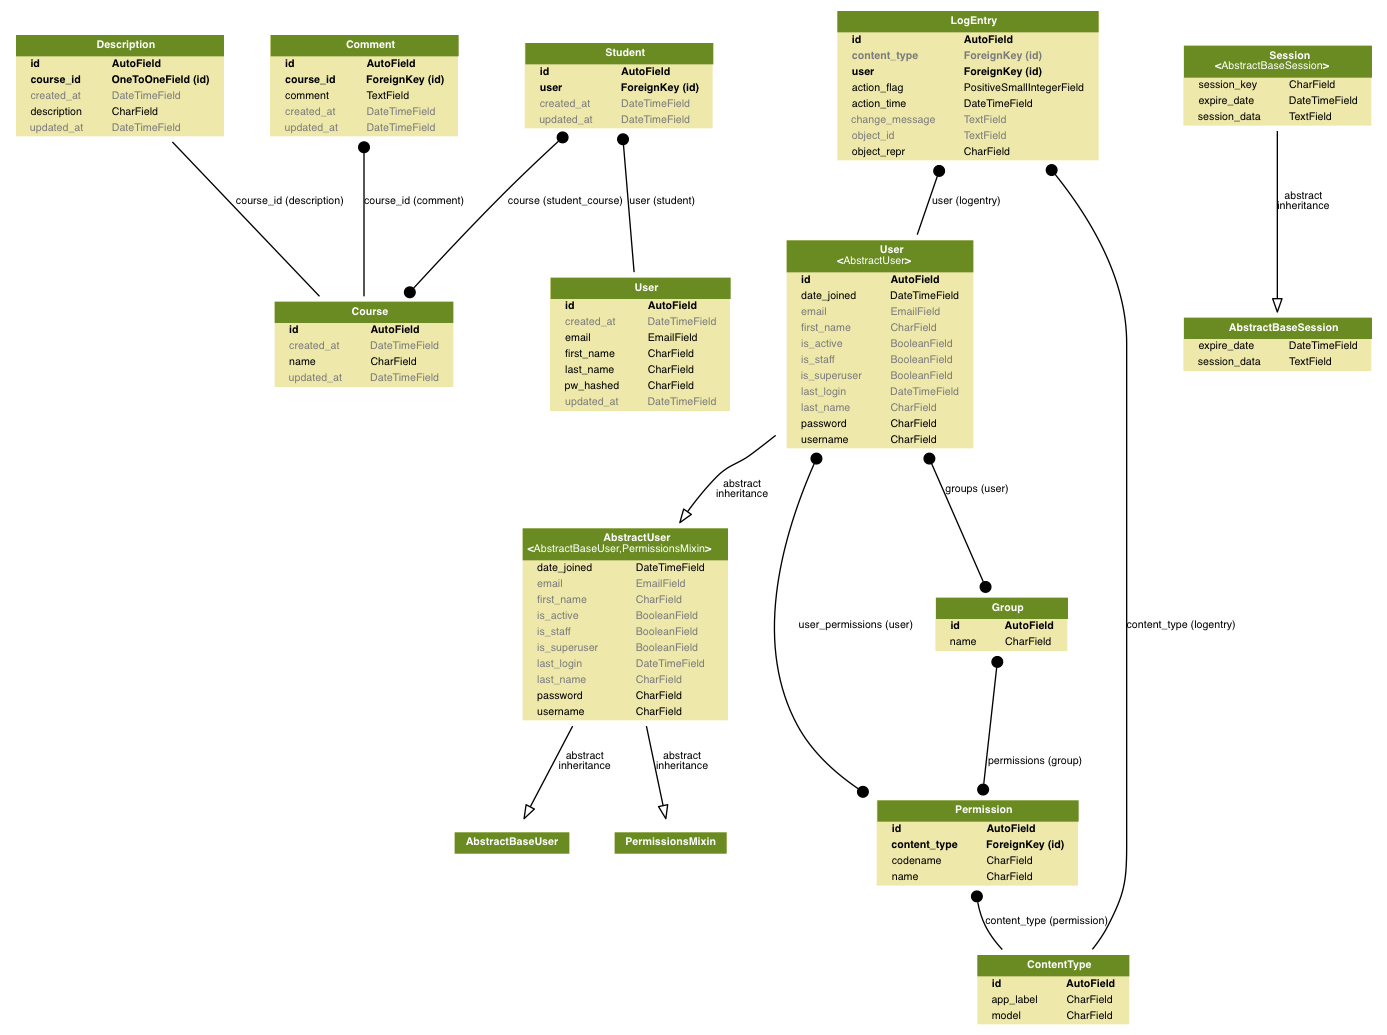 Description
id AutoField
course_id OneToOneField (id)
created_at DateTimeField
description CharField
updated_at DateTimeField
Comment
id AutoField
course_id ForeignKey (id)
comment TextField
created_at DateTimeField
updated_at DateTimeField
Student
id AutoField
user ForeignKey (id)
created_at DateTimeField
updated_at DateTimeField
LogEntry
id AutoField
content_type ForeignKey (id)
user ForeignKey (id)
action_flag PositiveSmallIntegerField
action_time DateTimeField
change_message TextField
object_id TextField
object_repr CharField
Session
<AbstractBaseSession>
session_key CharField
expire_date DateTimeField
session_data TextField
course_id (description)
course_id (comment)
course (student_course)
user (student)
user (logentry)
abstract
inheritance
Course
id AutoField
created_at DateTimeField
name CharField
updated_at DateTimeField
User
id AutoField
created_at DateTimeField
email EmailField
first_name CharField
last_name CharField
pw_hashed CharField
updated_at DateTimeField
User
<AbstractUser>
id AutoField
date_joined DateTimeField
email EmailField
first_name CharField
is_active BooleanField
is_staff BooleanField
is_superuser BooleanField
last_login DateTimeField
last_name CharField
password CharField
username CharField
AbstractBaseSession
expire_date DateTimeField
session_data TextField
abstract
inheritance
groups (user)
AbstractUser
<AbstractBaseUser,PermissionsMixin>
date_joined DateTimeField
email EmailField
first_name CharField
is_active BooleanField
is_staff BooleanField
is_superuser BooleanField
last_login DateTimeField
last_name CharField
password CharField
username CharField
user_permissions (user)
Group
id AutoField
name CharField
content_type (logentry)
abstract
inheritance
abstract
inheritance
permissions (group)
AbstractBaseUser
PermissionsMixin
Permission
id AutoField
content_type ForeignKey (id)
codename CharField
name CharField
content_type (permission)
ContentType
id AutoField
app_label CharField
model CharField